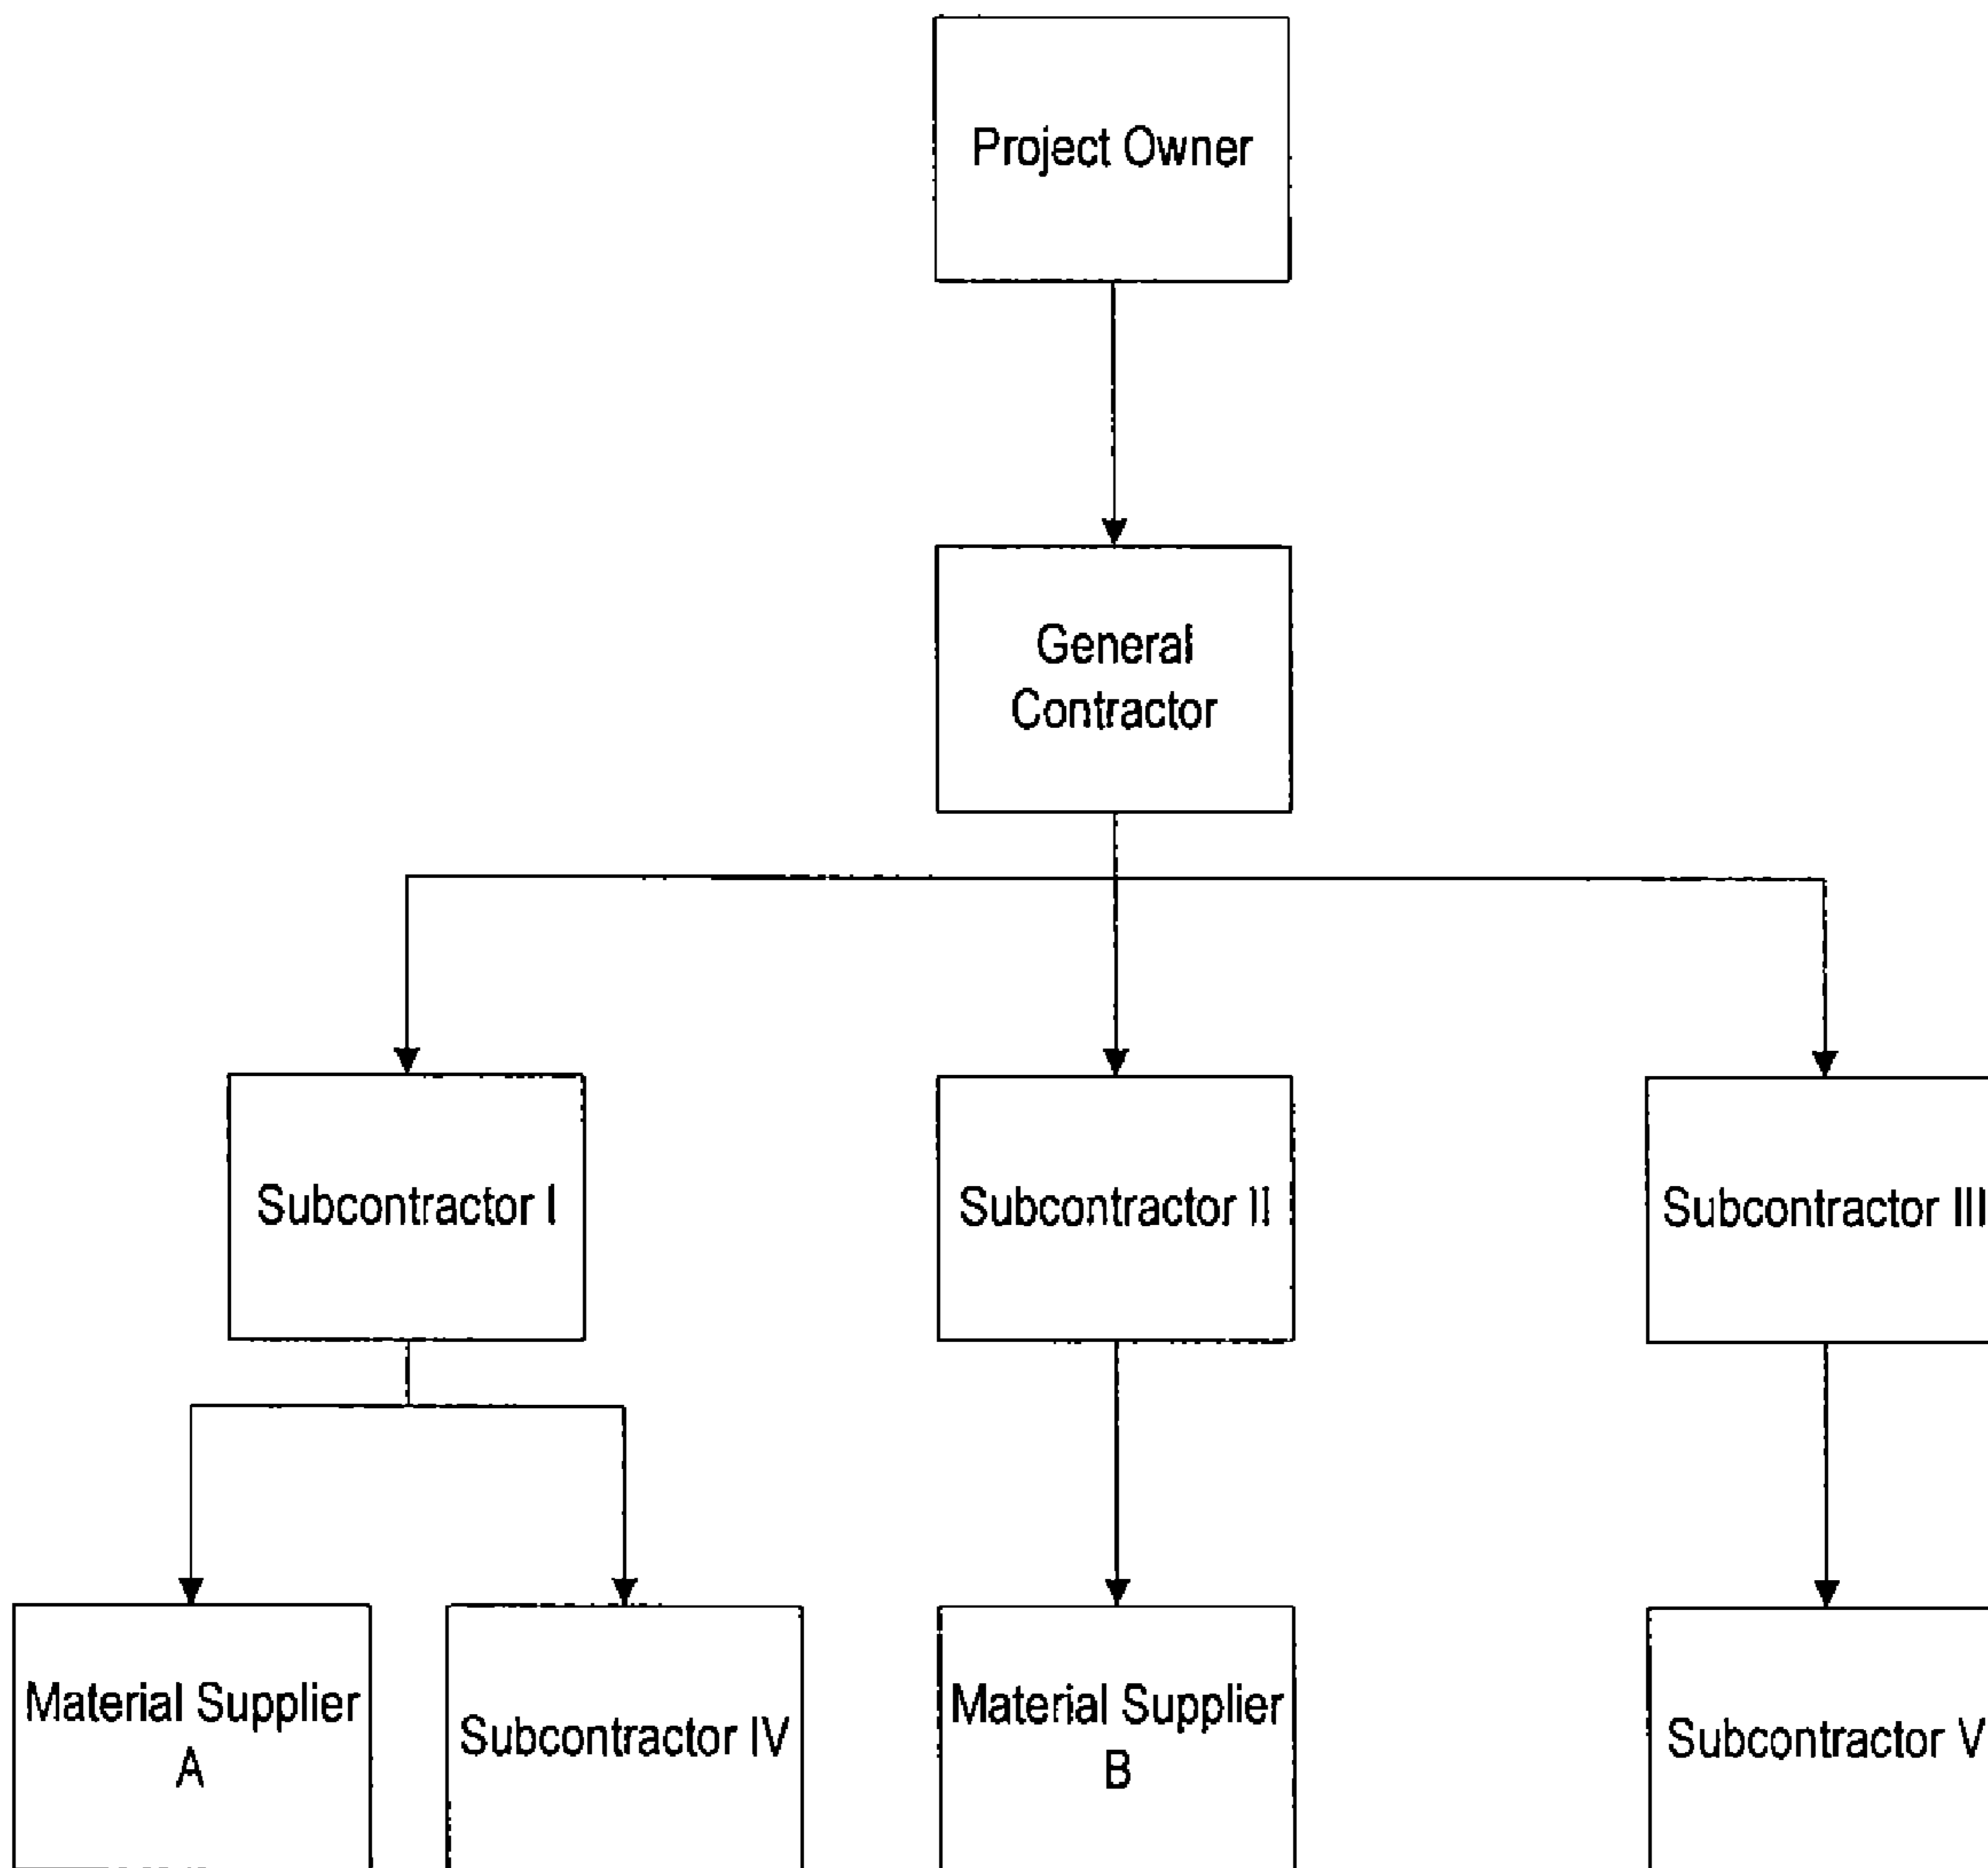 Project Owner
General
Contractor
Subcontractor I
Subcontractor II
Subcontractor III
Material Supplier
A
Subcontractor IV
Material Supplier
B
Subcontractor V